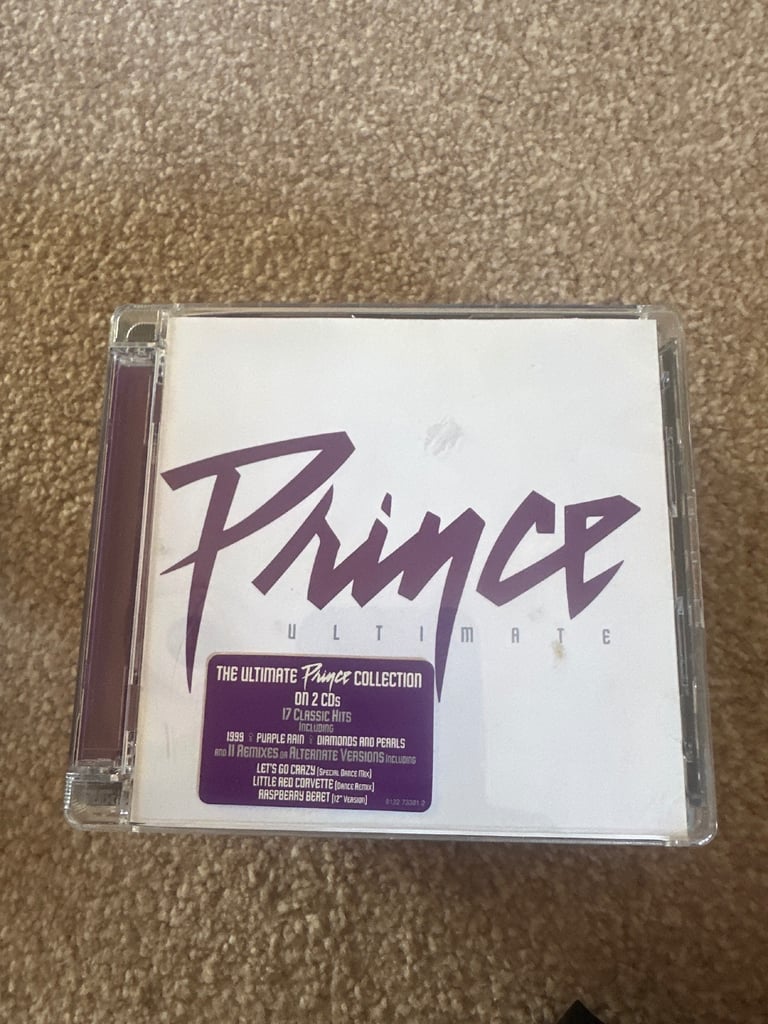 Prince
ULTIMATE
THE ULTIMATE Prince COLLECTION
ON 2 CDs
17 CLASSIC HITS
INCLUDING
1999 PURPLE RAIN DIAMONDS AND PEARLS
AND 11 REMIXES OR ALTERNATE VERSIONS INCLUDING
LET'S GO CRAZY (SPECIAL DANCE MIX)
LITTLE RED CORVETTE (DANCE REMIX)
RASPBERRY BERET (12" VERSION)